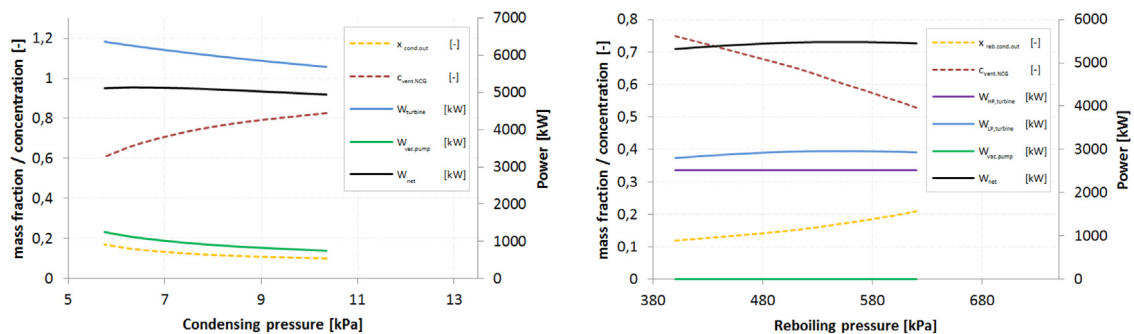 mass fraction / concentration [-]
1,2
1
0,8
0,6
0,4
0,2
0
5
7
9
11
13
Condensing pressure [kPa]
7000
6000
5000
4000
3000
2000
1000
0
Power [kW]
x cond.out [-]
c vent.NCG [-]
W turbine [kW]
W vac.pump [kW]
W net [kW]
mass fraction / concentration [-]
0,8
0,7
0,6
0,5
0,4
0,3
0,2
0,1
0
380
480
580
680
Reboiling pressure [kPa]
6000
5000
4000
3000
2000
1000
0
Power [kW]
x reb.cond.out [-]
c vent.NCG [-]
W HP,turbine [kW]
W LP,turbine [kW]
W vac.pump [kW]
W net [kW]